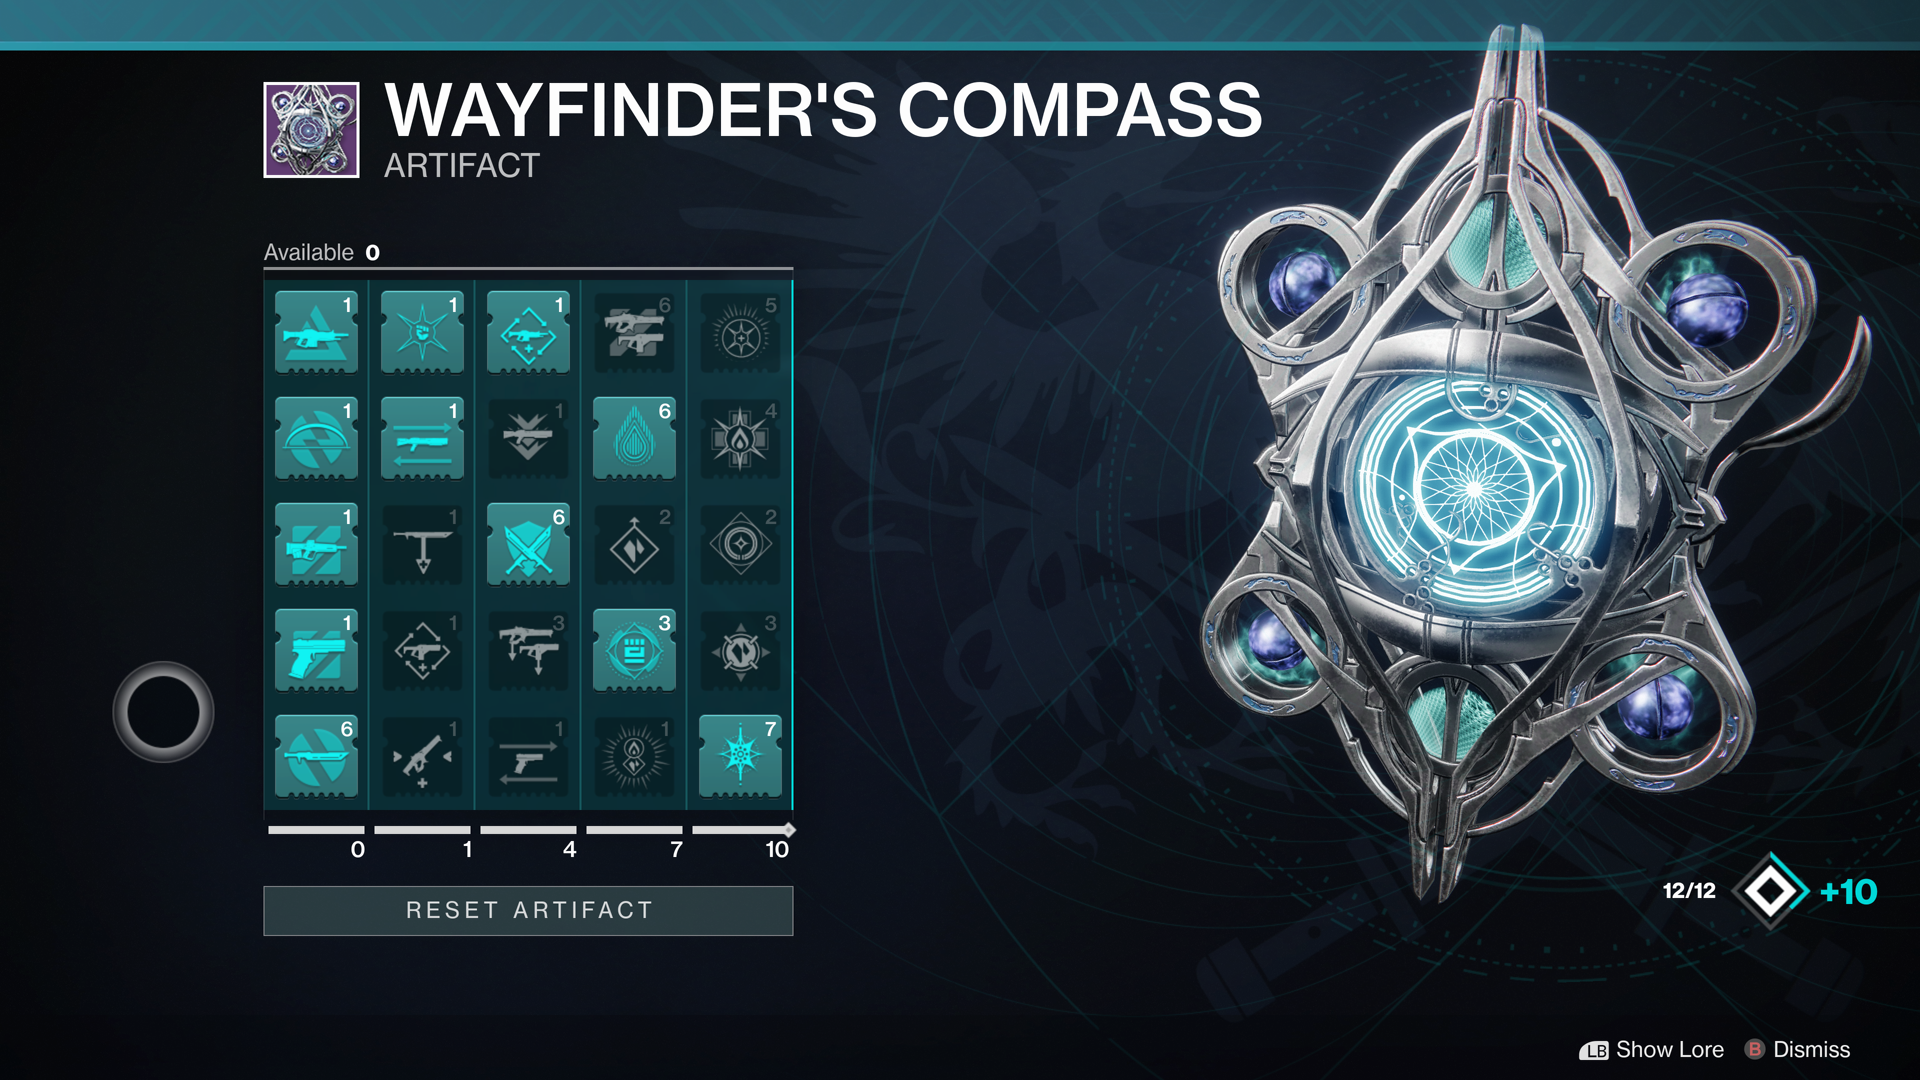 WAYFINDER'S COMPASS
ARTIFACT
Available 0
1 1 1 6 5
1 1 1 6 4
1 1 6 2 2
1 1 3 3 3
6 1 1 1 7
0 1 4 7 10
RESET ARTIFACT
12/12 +10
LB Show Lore B Dismiss